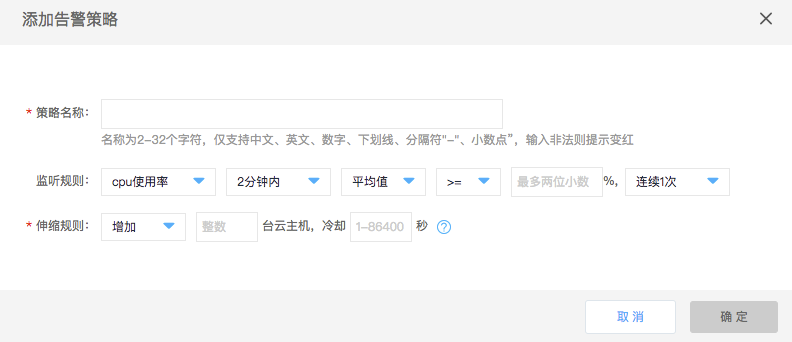 添加告警策略
* 策略名称：
名称为2-32个字符，仅支持中文、英文、数字、下划线、分隔符"-"、小数点”，输入非法则提示变红
监听规则： cpu使用率 2分钟内 平均值 >= 最多两位小数 %， 连续1次
* 伸缩规则： 增加 整数 台云主机，冷却 1-86400 秒 ?
取 消 确 定